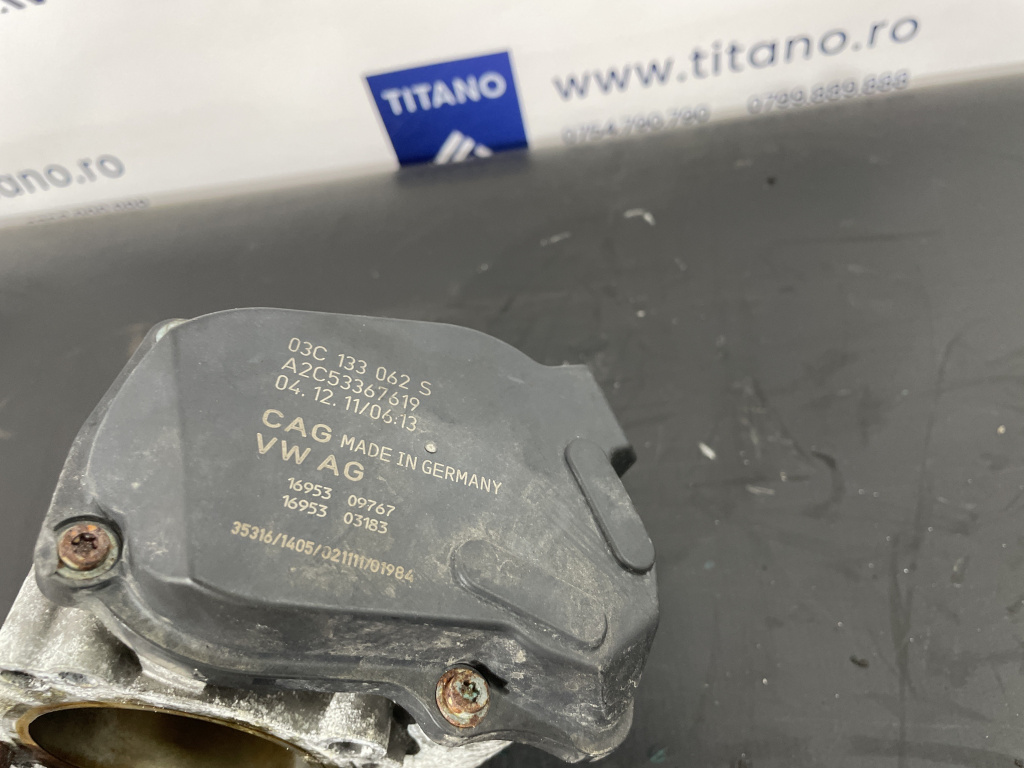 TITANO
www.titano.ro
0754.790.790 0799.889.888
tano.ro
03C 133 062 S
A2C53367619
04. 12. 11/06:13
CAG MADE IN GERMANY
VW AG
16953 09767
16953 03183
35316/1405/021111/01984